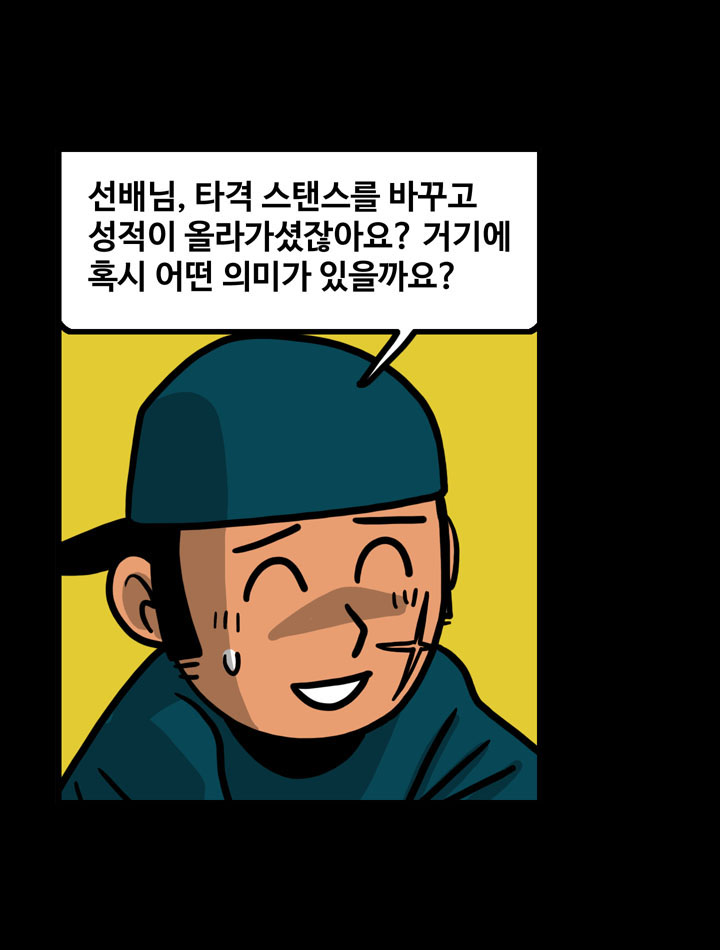 선배님, 타격 스탠스를 바꾸고
성적이 올라가셨잖아요? 거기에
혹시 어떤 의미가 있을까요?